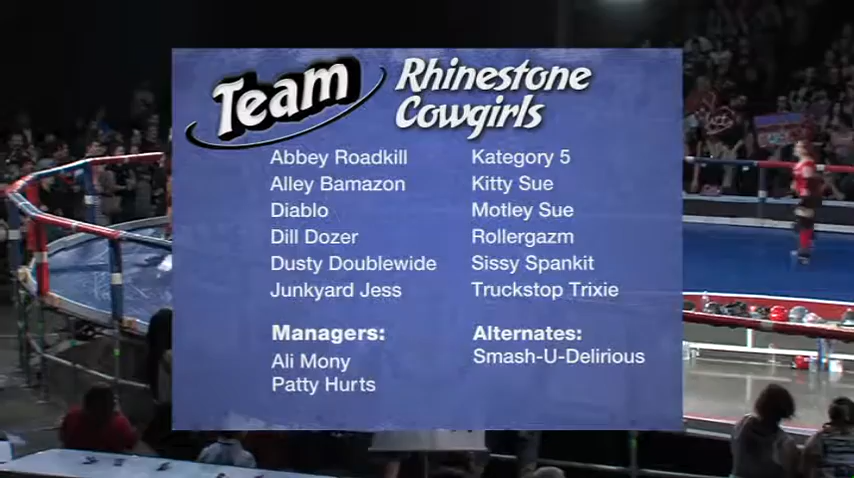 Team Rhinestone
Cowgirls
Abbey Roadkill
Alley Bamazon
Diablo
Dill Dozer
Dusty Doublewide
Junkyard Jess
Kategory 5
Kitty Sue
Motley Sue
Rollergazm
Sissy Spankit
Truckstop Trixie
Managers:
Ali Mony
Patty Hurts
Alternates:
Smash-U-Delirious